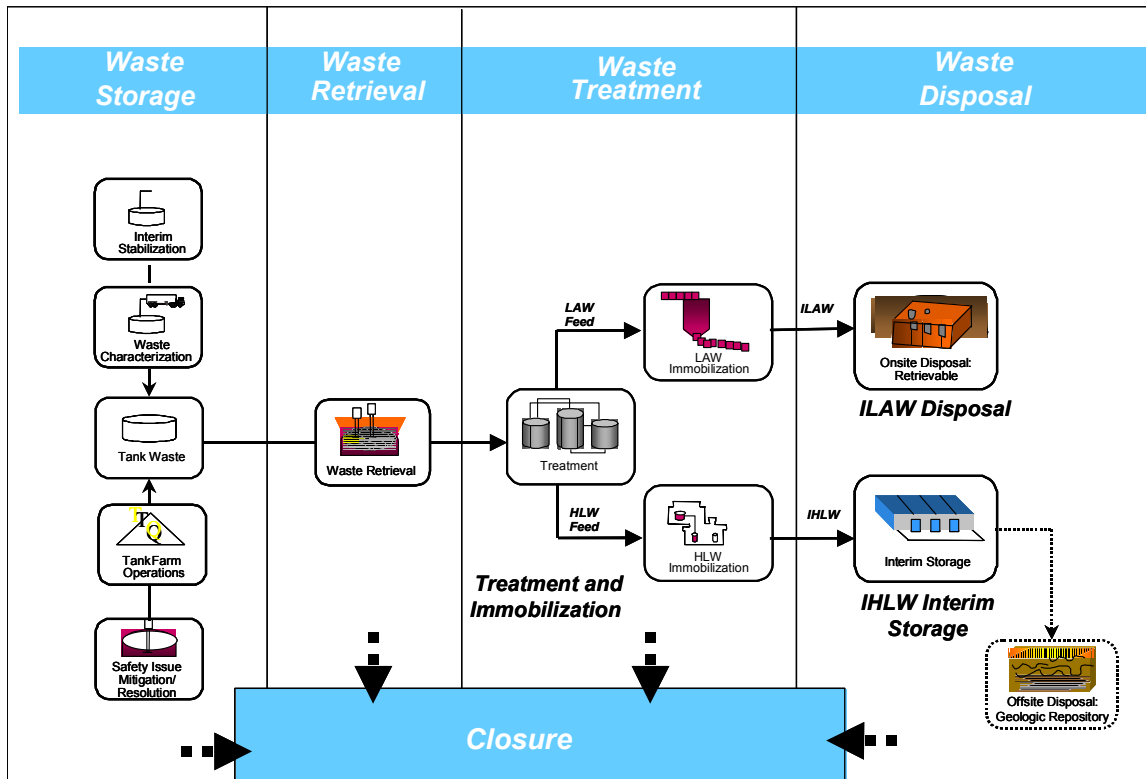 Waste
Storage
Waste
Retrieval
Waste
Treatment
Waste
Disposal
Interim
Stabilization
Waste
Characterization
Tank Waste
TTQ
TankFarm
Operations
Safety Issue
Mitigation/
Resolution
Waste Retrieval
Treatment
LAW
Feed
HLW
Feed
LAW
Immobilization
HLW
Immobilization
Treatment and
Immobilization
ILAW
IHLW
Onsite Disposal:
Retrievable
ILAW Disposal
Interim Storage
IHLW Interim
Storage
Offsite Disposal:
Geologic Repository
Closure